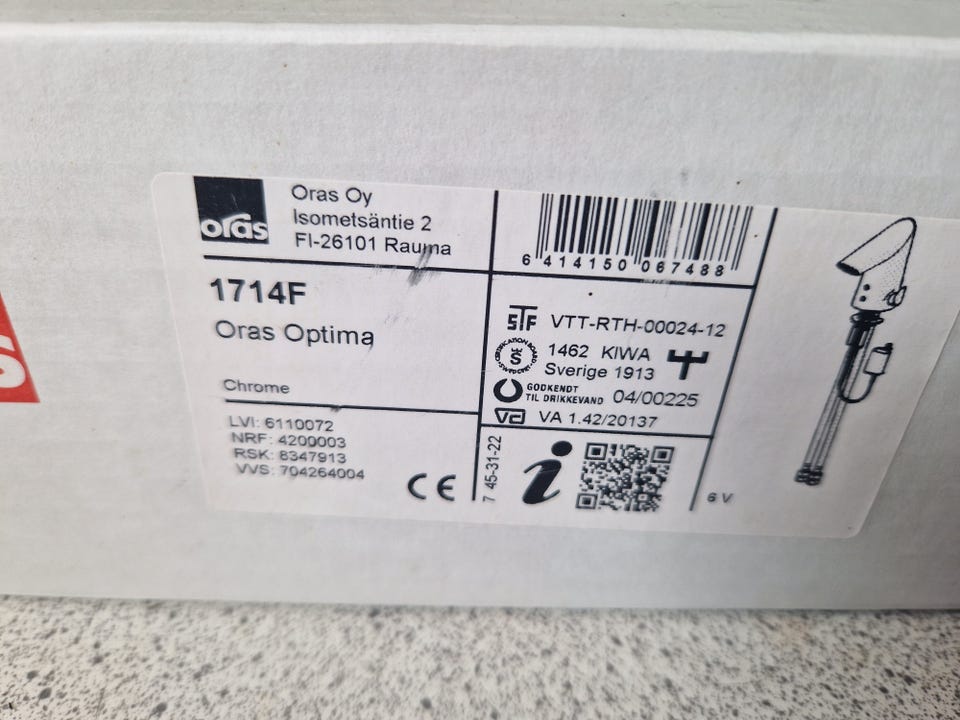 oras
Oras Oy
Isometsäntie 2
FI-26101 Rauma
1714F
Oras Optima
Chrome
LVI: 6110072
NRF: 4200003
RSK: 8347913
VVS: 704264004
CE
6 414150 067488
STF VTT-RTH-00024-12
1462 KIWA
Sverige 1913
GODKENDT
TIL DRIKKEVAND 04/00225
va VA 1.42/20137
7 45-31-22
i
6 V
S